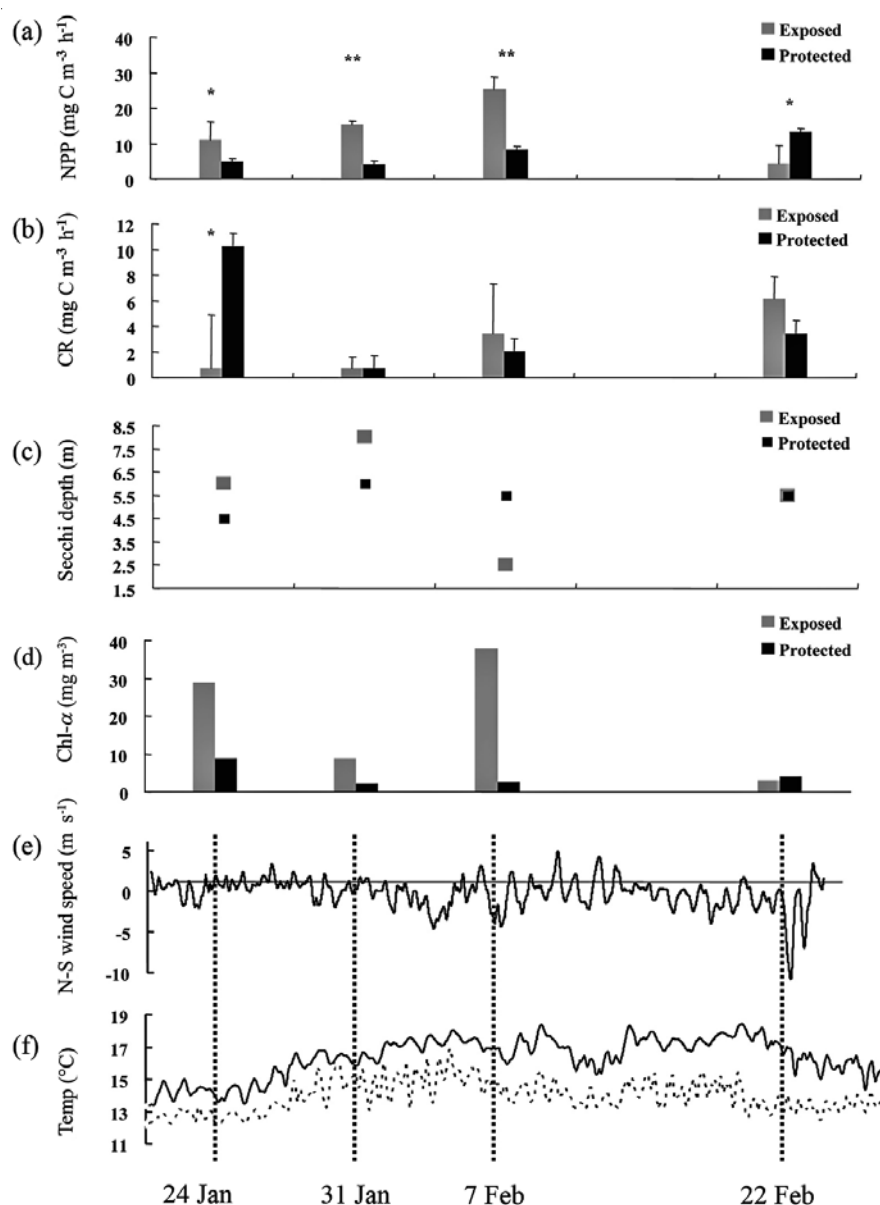 (a)
NPP (mg C m⁻³ h⁻¹)
40
30
20
10
0
*
**
**
*
Exposed
Protected
(b)
CR (mg C m⁻³ h⁻¹)
12
10
8
6
4
2
0
*
Exposed
Protected
(c)
Secchi depth (m)
8.5
7.5
6.5
5.5
4.5
3.5
2.5
1.5
Exposed
Protected
(d)
Chl-α (mg m⁻³)
40
30
20
10
0
Exposed
Protected
(e)
N-S wind speed (m s⁻¹)
5
0
-5
-10
(f)
Temp (°C)
19
17
15
13
11
24 Jan
31 Jan
7 Feb
22 Feb